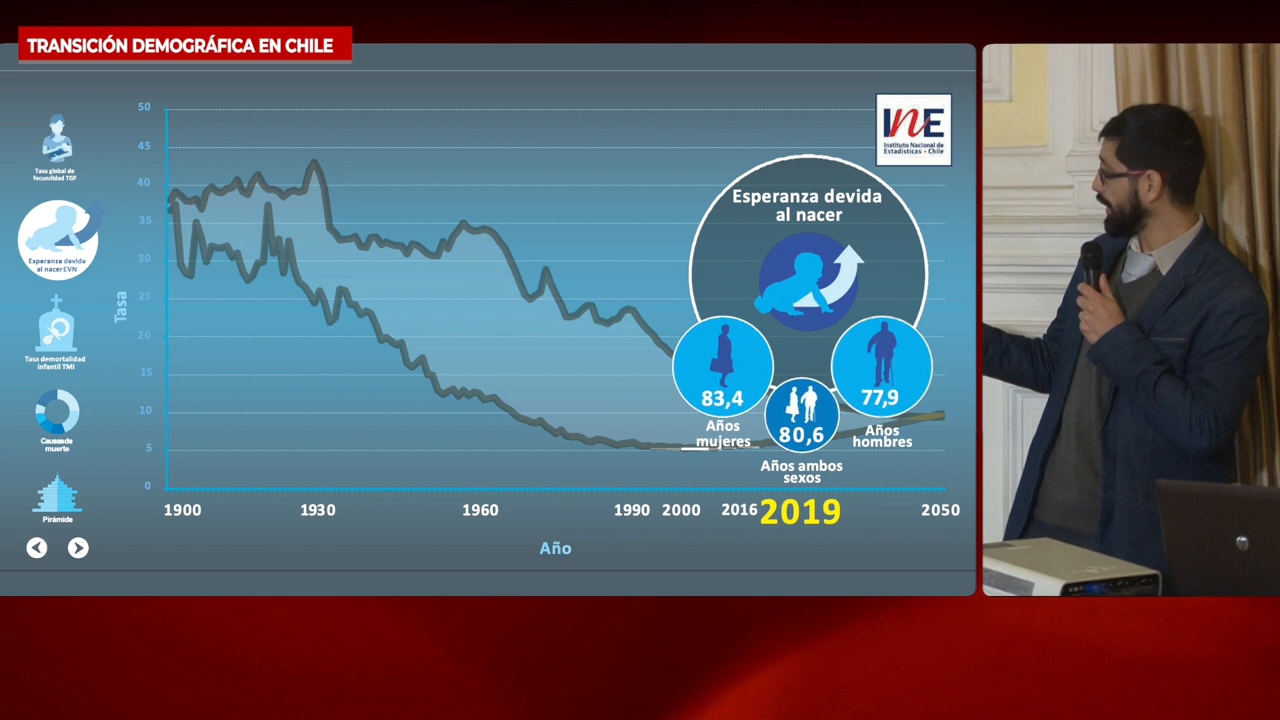 TRANSICIÓN DEMOGRÁFICA EN CHILE
Tasa global de
fecundidad TGF
Esperanza devida
al nacer EVN
Tasa demortalidad
infantil TMI
Causasde
muerte
Pirámide
50
45
40
35
30
25
20
15
10
5
0
Tasa
1900
1930
1960
1990
2000
2016
2019
2050
Año
INE
Instituto Nacional de
Estadísticas - Chile
Esperanza devida
al nacer
83,4
Años
mujeres
80,6
Años ambos
sexos
77,9
Años
hombres